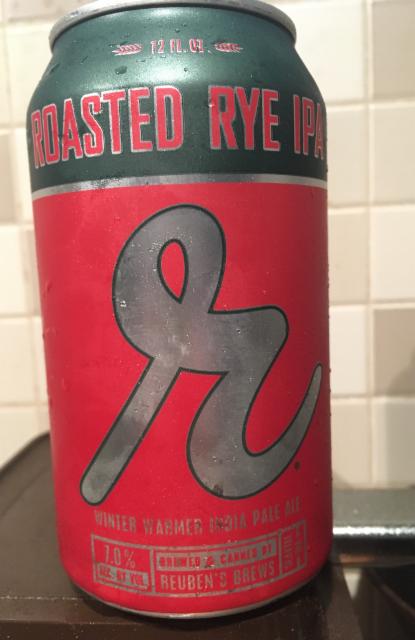 12 FL. OZ.
ROASTED RYE IPA
r
WINTER WARMER INDIA PALE ALE
7.0%
ALC. BY VOL.
BREWED & CANNED BY
REUBEN'S BREWS